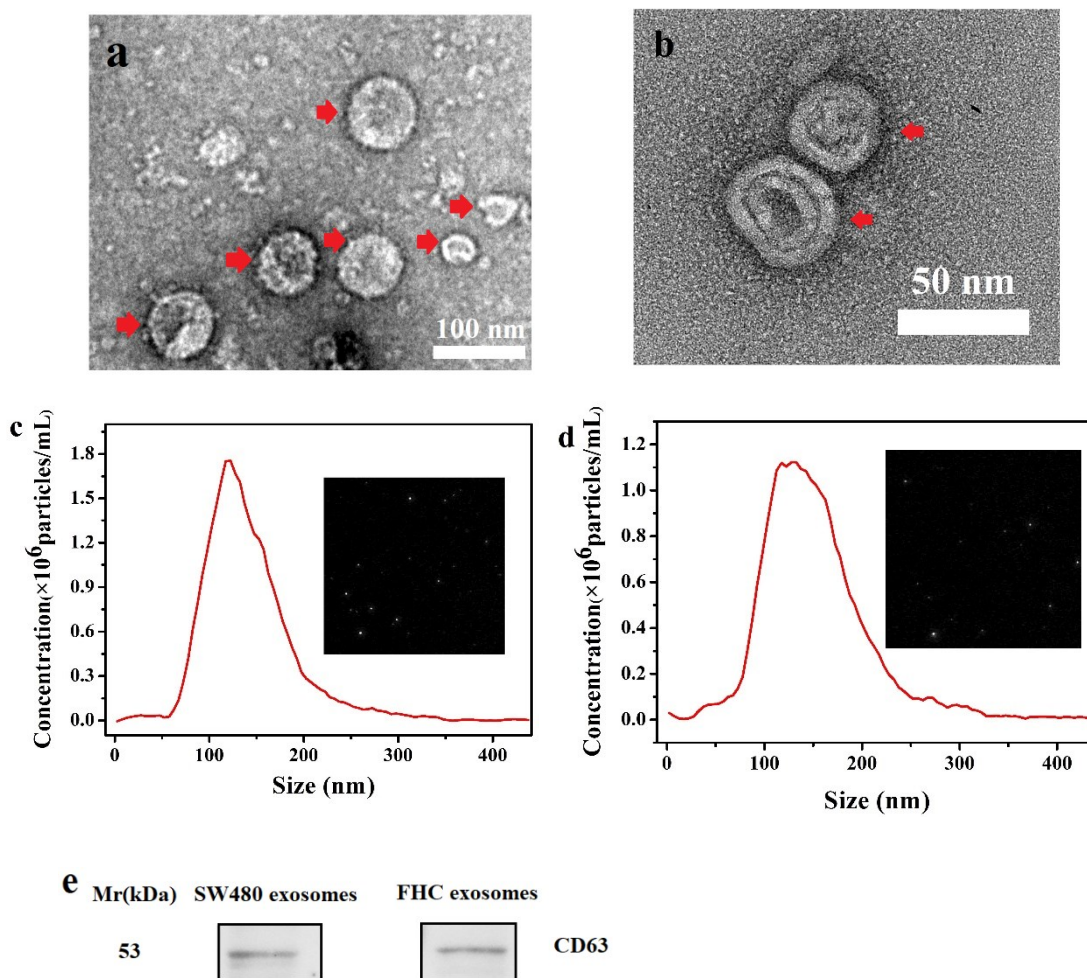 a
100 nm
b
50 nm
c
Concentration(×10⁶particles/mL)
1.8
1.5
1.2
0.9
0.6
0.3
0.0
0 100 200 300 400
Size (nm)
d
Concentration(×10⁶particles/mL)
1.2
1.0
0.8
0.6
0.4
0.2
0.0
0 100 200 300 400
Size (nm)
e
Mr(kDa) SW480 exosomes FHC exosomes
53 CD63